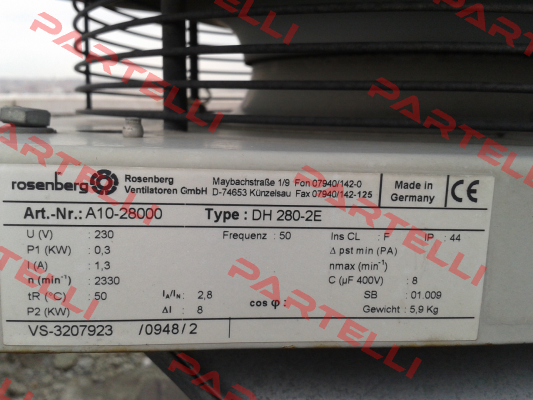 PARTELLI
PARTELLI
PARTELLI
rosenberg
Rosenberg
Ventilatoren GmbH
Maybachstraße 1/9 Fon 07940/142-0
D-74653 Künzelsau Fax 07940/142-125
Made in
Germany
CE
Art.-Nr.: A10-28000 Type : DH 280-2E
U (V) : 230 Frequenz : 50 Ins CL : F IP : 44
P1 (KW) : 0,3 Δ pst min (PA) :
I (A) : 1,3 nmax (min⁻¹) :
n (min⁻¹) : 2330 C (µF 400V) : 8
tR (°C) : 50 IA/IN : 2,8 cos φ : SB : 01.009
P2 (KW) : ΔI : 8 Gewicht : 5,9 Kg
VS-3207923 /0948/2
PARTELLI
PARTELLI
PARTELLI